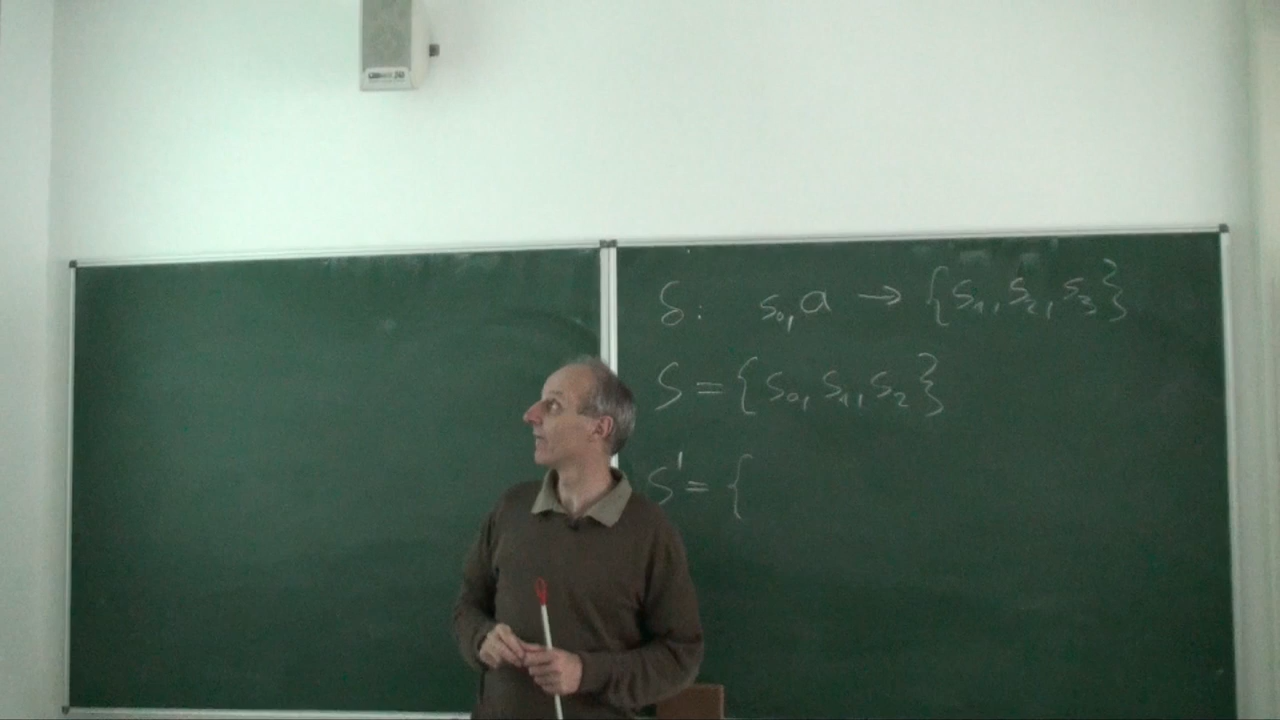 δ: s₀, a → {s₁, s₂, s₃}
S = {s₀, s₁, s₂}
S' = {